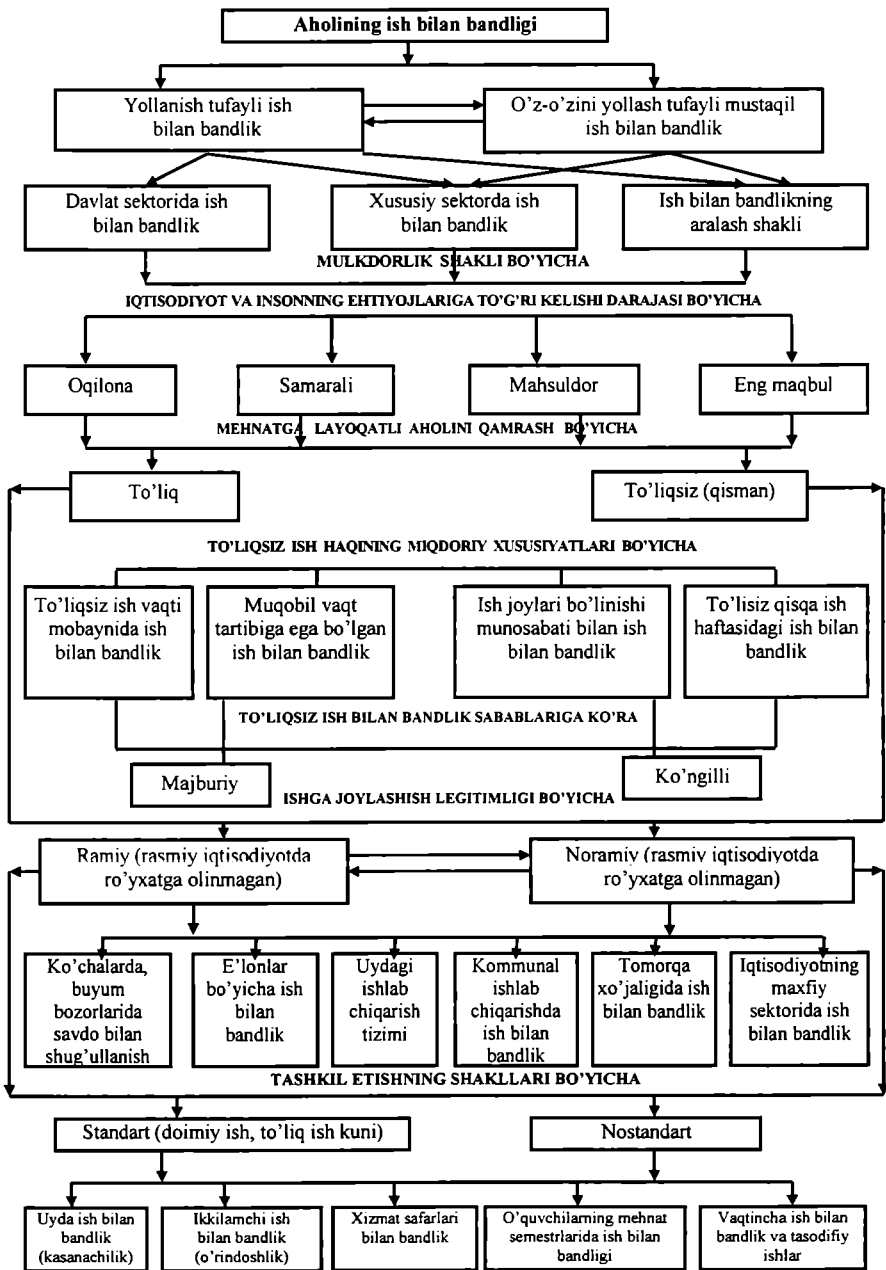 Aholining ish bilan bandligi
Yollanish tufayli ish
bilan bandlik
O’z-o’zini yollash tufayli mustaqil
ish bilan bandlik
Davlat sektorida ish
bilan bandlik
Xususiy sektorda ish
bilan bandlik
Ish bilan bandlikning
aralash shakli
MULKDORLIK SHAKLI BO’YICHA
IQTISODIYOT VA INSONNING EHTIYOJLARIGA TO’G’RI KELISHI DARAJASI BO’YICHA
Oqilona
Samarali
Mahsuldor
Eng maqbul
MEHNATGA LAYOQATLI AHOLINI QAMRASH BO’YICHA
To’liq
To’liqsiz (qisman)
TO’LIQSIZ ISH HAQINING MIQDORIY XUSUSIYATLARI BO’YICHA
To’liqsiz ish vaqti
mobaynida ish
bilan bandlik
Muqobil vaqt
tartibiga ega bo’lgan
ish bilan bandlik
Ish joylari bo’linishi
munosabati bilan ish
bilan bandlik
To’lisiz qisqa ish
haftasidagi ish bilan
bandlik
TO’LIQSIZ ISH BILAN BANDLIK SABABLARIGA KO’RA
Majburiy
Ko’ngilli
ISHGA JOYLASHISH LEGITIMLIGI BO’YICHA
Ramiy (rasmiy iqtisodiyotda
ro’yxatga olinmagan)
Noramiv (rasmiv iqtisodiyotda
ro’yxatga olinmagan)
Ko’chalarda,
buyum
bozorlarida
savdo bilan
shug’ullanish
E’lonlar
bo’yicha ish
bilan
bandlik
Uydagi
ishlab
chiqarish
tizimi
Kommunal
ishlab
chiqarishda
ish bilan
bandlik
Tomorqa
xo’jaligida ish
bilan bandlik
Iqtisodiyotning
maxfiy
sektorida ish
bilan bandlik
TASHKIL ETISHNING SHAKLLARI BO’YICHA
Standart (doimiy ish, to’liq ish kuni)
Nostandart
Uyda ish bilan
bandlik
(kasanachilik)
Ikkilamchi ish
bilan bandlik
(o’rindoshlik)
Xizmat safarlari
bilan bandlik
O’quvchilarning mehnat
semestrlarida ish bilan
bandligi
Vaqtincha ish bilan
bandlik va tasodifiy
ishlar